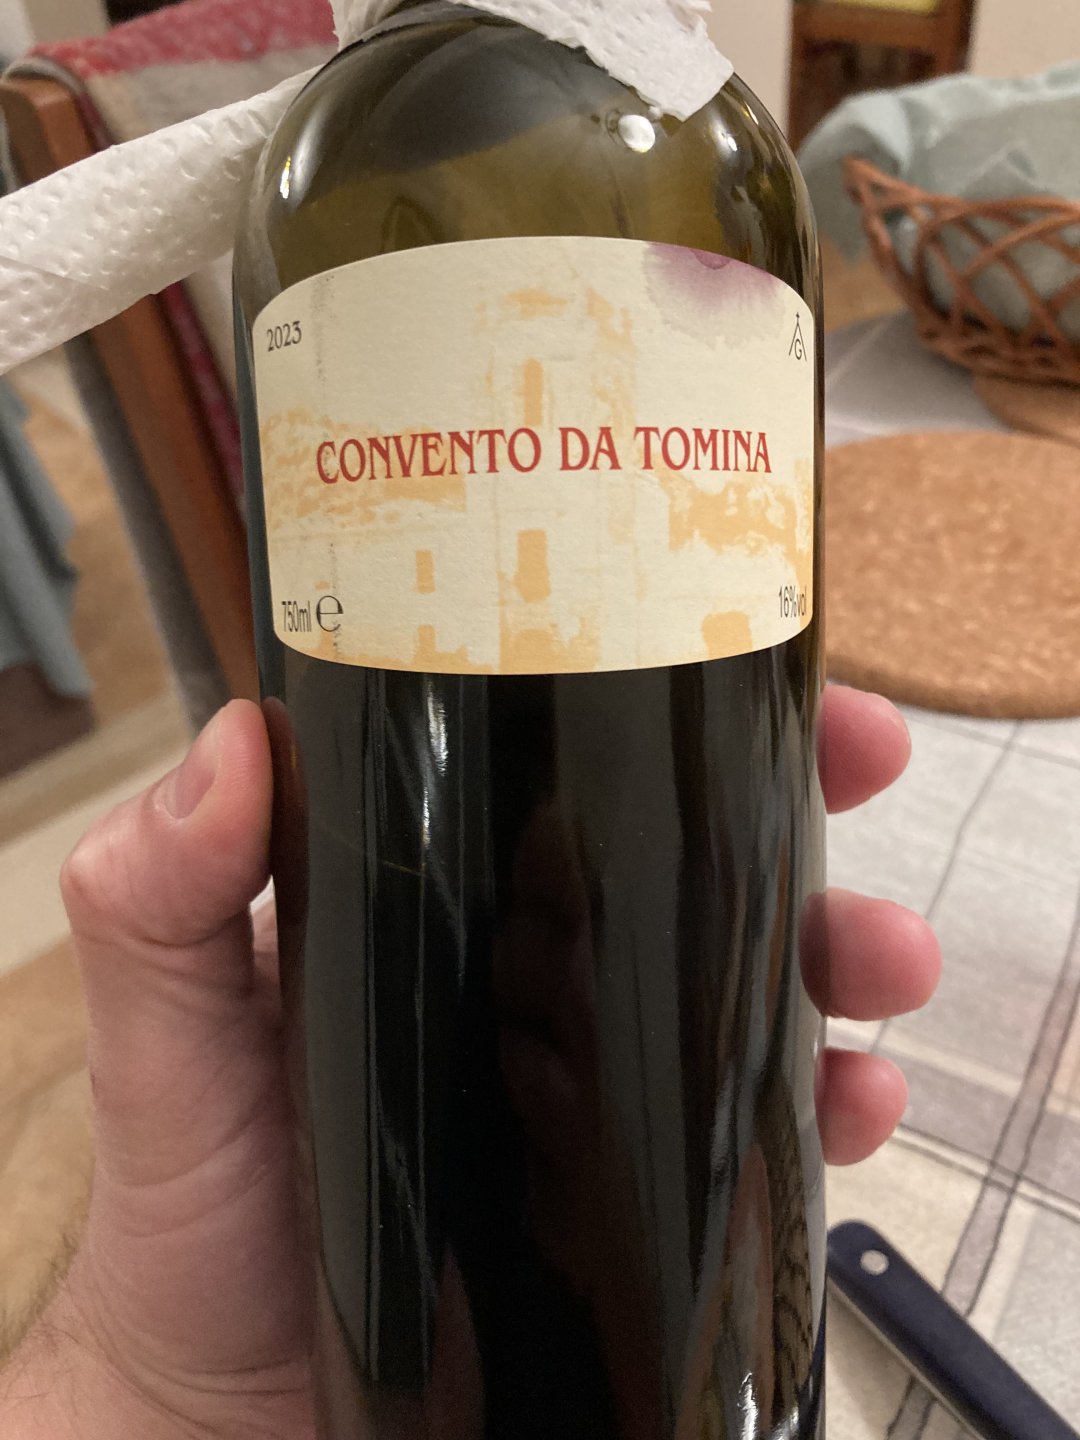 2023
G
CONVENTO DA TOMINA
750ml ℮
16%vol